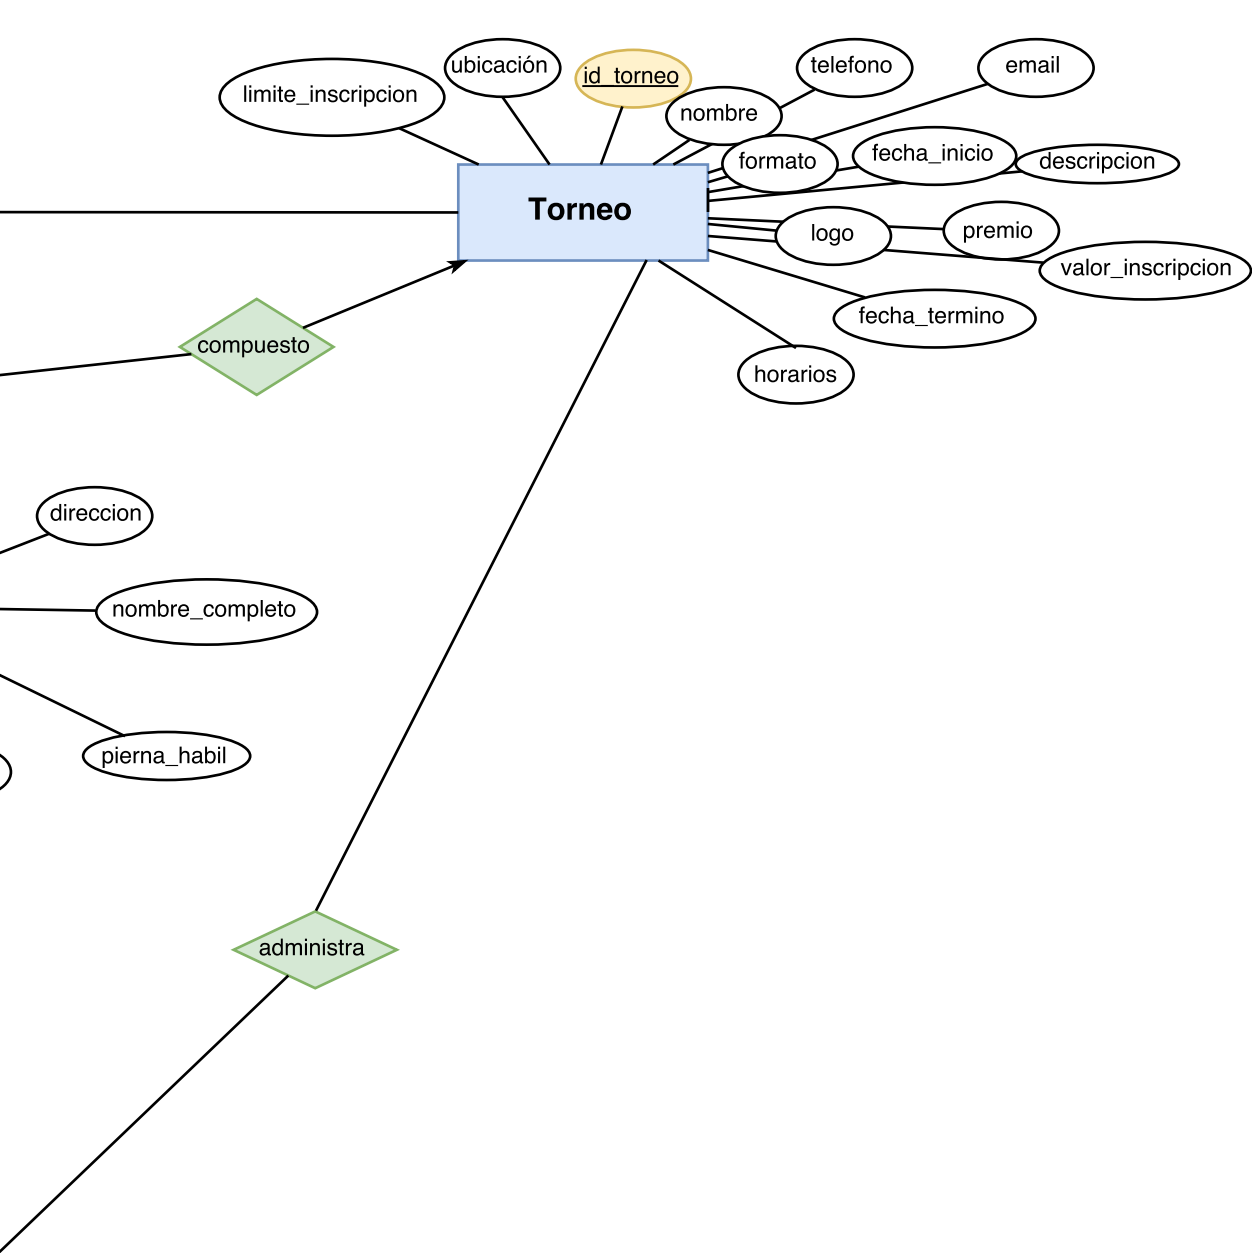 ubicación
id_torneo
telefono
email
limite_inscripcion
nombre
formato
fecha_inicio
descripcion
Torneo
logo
premio
valor_inscripcion
fecha_termino
compuesto
horarios
direccion
nombre_completo
pierna_habil
administra